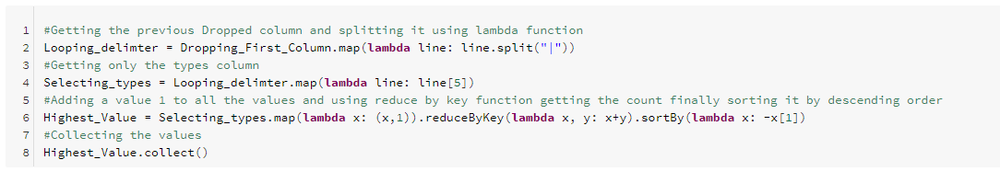 1 #Getting the previous Dropped column and splitting it using lambda function
2 Looping_delimter = Dropping_First_Column.map(lambda line: line.split("|"))
3 #Getting only the types column
4 Selecting_types = Looping_delimter.map(lambda line: line[5])
5 #Adding a value 1 to all the values and using reduce by key function getting the count finally sorting it by descending order
6 Highest_Value = Selecting_types.map(lambda x: (x,1)).reduceByKey(lambda x, y: x+y).sortBy(lambda x: -x[1])
7 #Collecting the values
8 Highest_Value.collect()